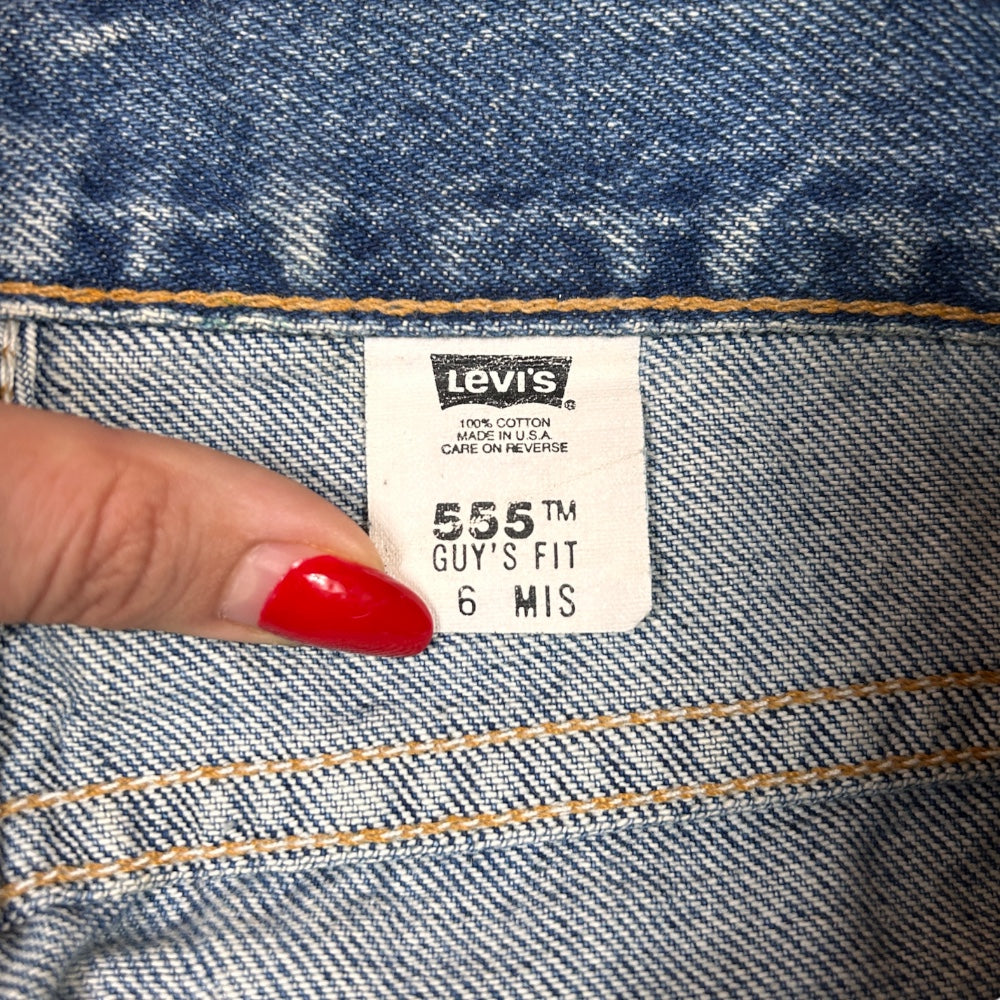 Levi's ®
100% COTTON
MADE IN U.S.A.
CARE ON REVERSE
555™
GUY'S FIT
6 MIS